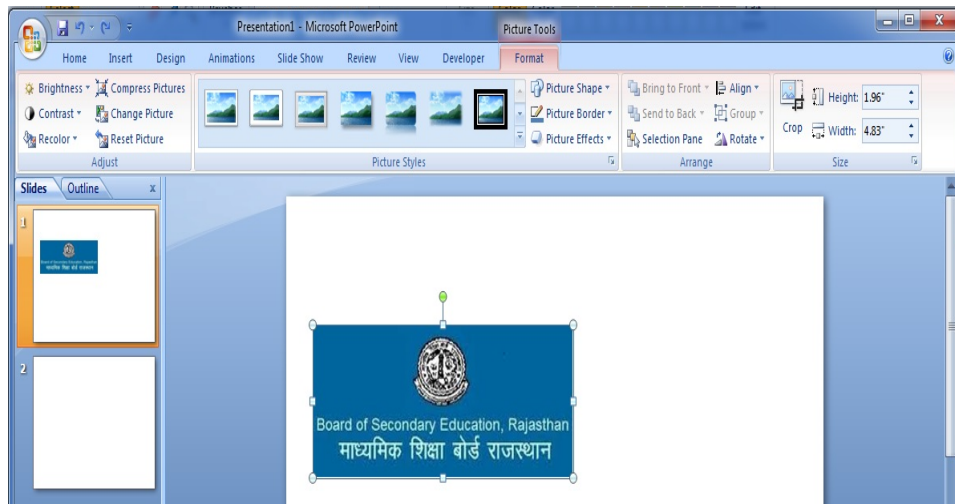 Presentation1 - Microsoft PowerPoint
Picture Tools
Home Insert Design Animations Slide Show Review View Developer Format
Brightness Compress Pictures
Contrast Change Picture
Recolor Reset Picture
Adjust
Picture Styles
Picture Shape
Picture Border
Picture Effects
Bring to Front Align
Send to Back Group
Selection Pane Rotate
Arrange
Crop
Height: 1.96"
Width: 4.83"
Size
Slides Outline x
1
2
Board of Secondary Education, Rajasthan
माध्यमिक शिक्षा बोर्ड राजस्थान